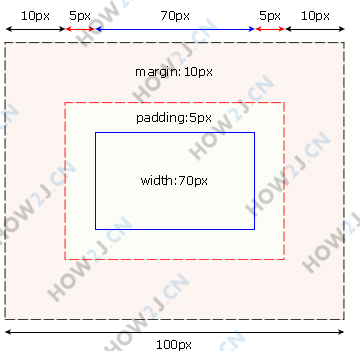 10px 5px 70px 5px 10px
margin:10px
padding:5px
width:70px
100px
HOW2J.CN
HOW2J.CN
HOW2J.CN
HOW2J.CN
HOW2J.CN
HOW2J.CN
HOW2J.CN
HOW2J.CN